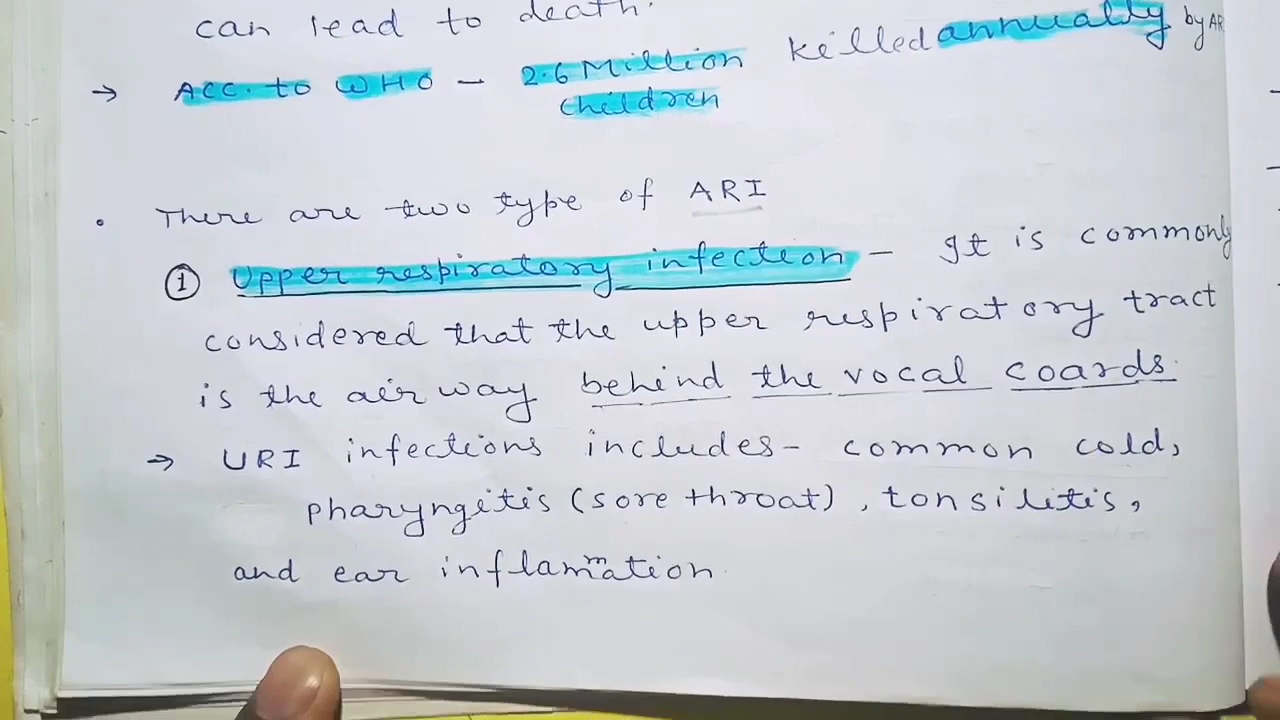 can lead to death.
→ Acc. to WHO - 2.6 Million killed annually by AR
children
• There are two type of ARI
① Upper respiratory infection - It is commonly
considered that the upper respiratory tract
is the airway behind the vocal coards.
→ URI infections includes - common cold,
pharyngitis (sore throat), tonsilitis,
and ear inflammation